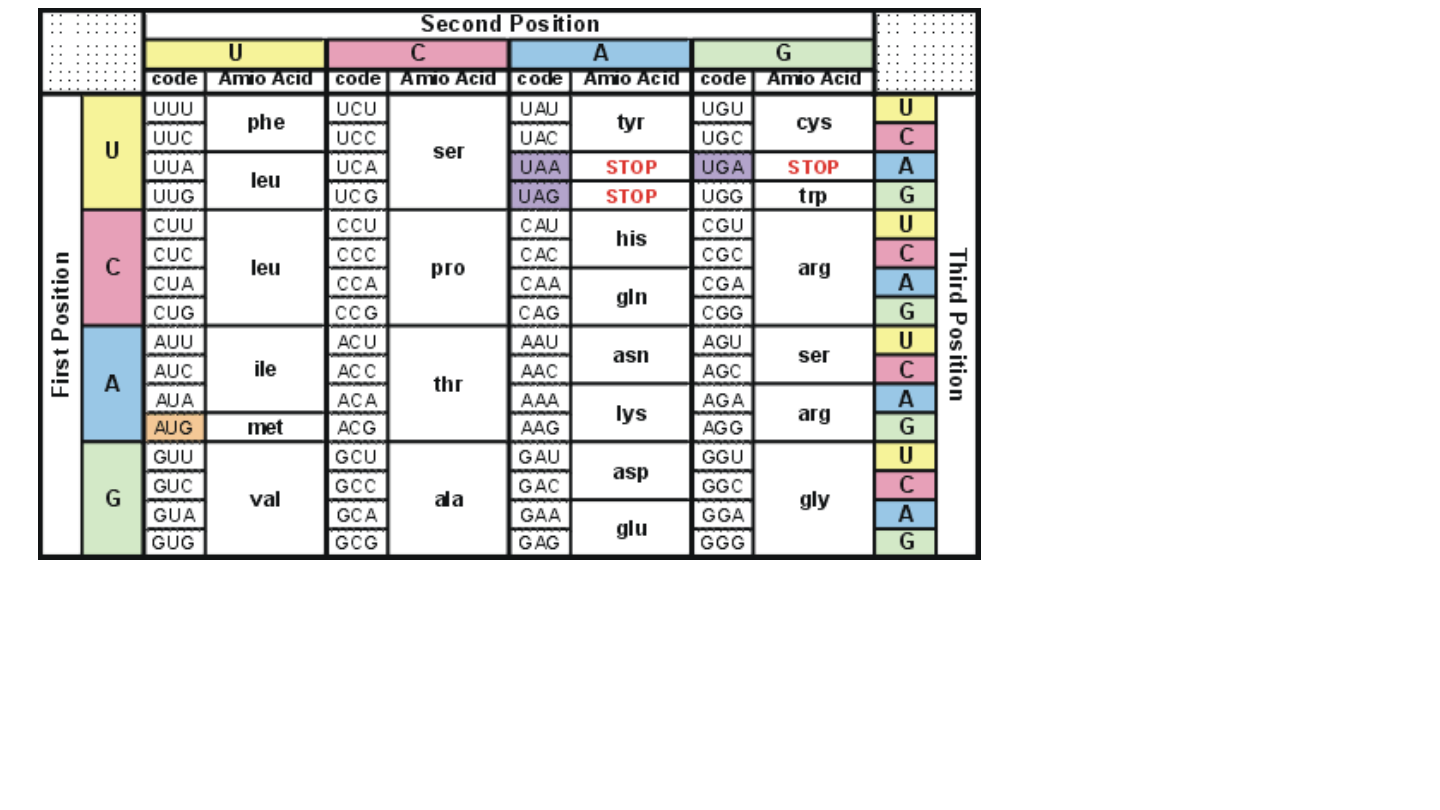 Second Position
U C A G
code Amio Acid code Amio Acid code Amio Acid code Amio Acid
First Position
Third Position
U
UUU phe UCU ser UAU tyr UGU cys U
UUC UCC UAC UGC C
UUA leu UCA UAA STOP UGA STOP A
UUG UCG UAG STOP UGG trp G
C
CUU leu CCU pro CAU his CGU arg U
CUC CCC CAC CGC C
CUA CCA CAA gln CGA A
CUG CCG CAG CGG G
A
AUU ile ACU thr AAU asn AGU ser U
AUC ACC AAC AGC C
AUA ACA AAA lys AGA arg A
AUG met ACG AAG AGG G
G
GUU val GCU ala GAU asp GGU gly U
GUC GCC GAC GGC C
GUA GCA GAA glu GGA A
GUG GCG GAG GGG G